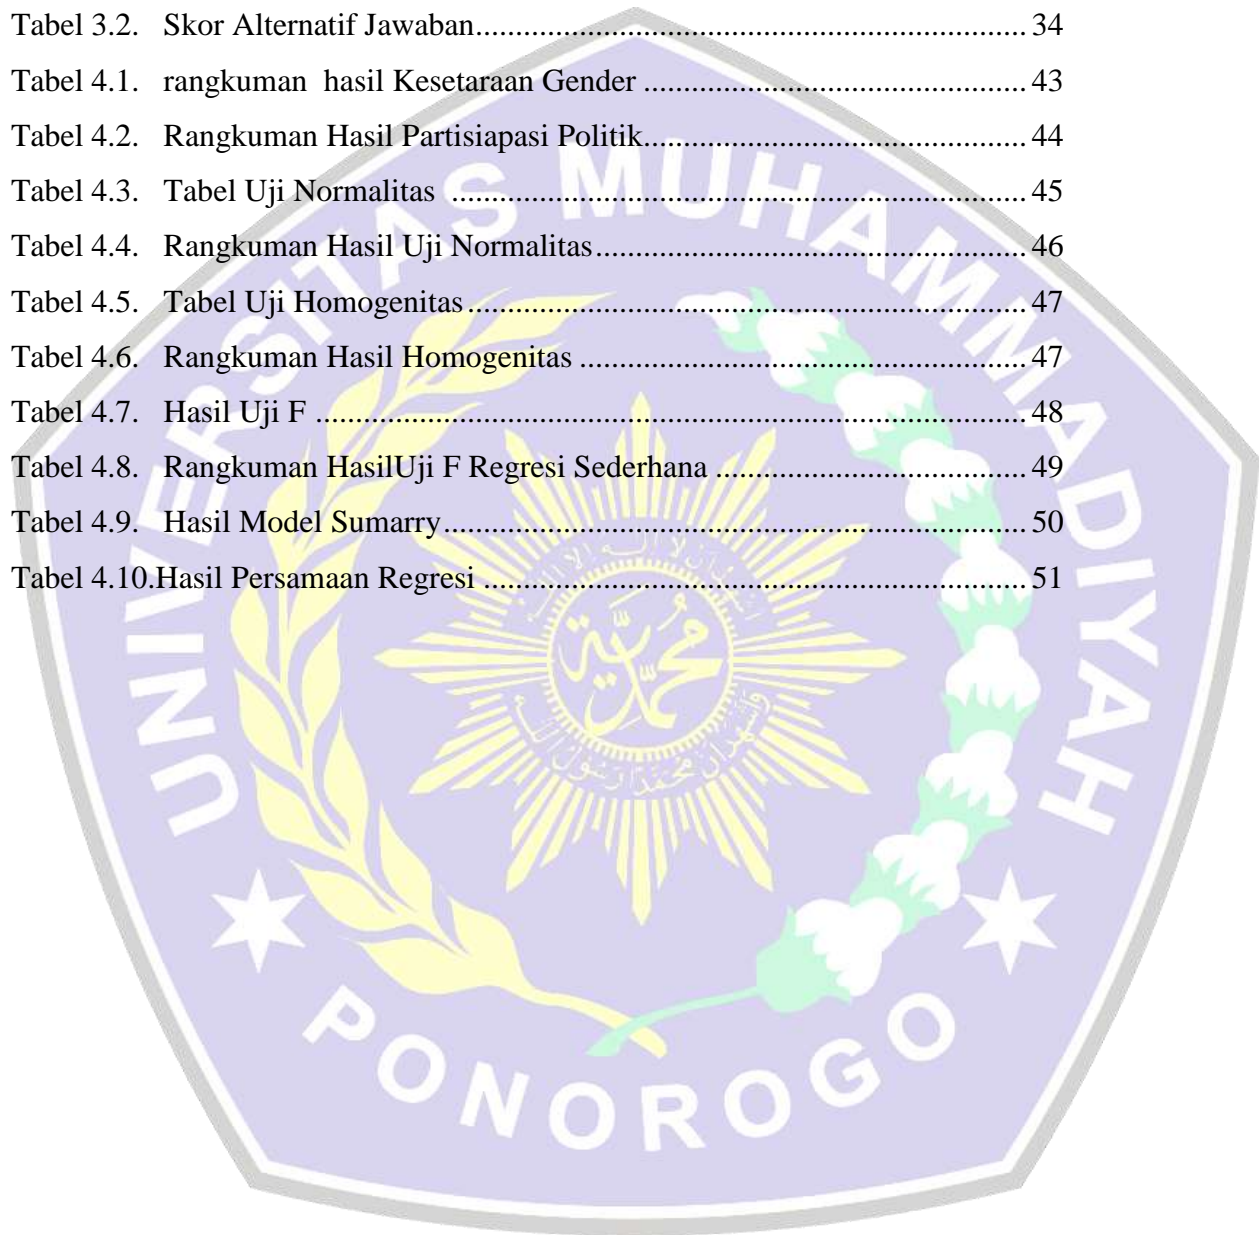 Tabel 3.2. Skor Alternatif Jawaban.......................................................................... 34
Tabel 4.1. rangkuman  hasil Kesetaraan Gender .................................................... 43
Tabel 4.2. Rangkuman Hasil Partisiapasi Politik.................................................... 44
Tabel 4.3. Tabel Uji Normalitas  ............................................................................. 45
Tabel 4.4. Rangkuman Hasil Uji Normalitas.......................................................... 46
Tabel 4.5. Tabel Uji Homogenitas........................................................................... 47
Tabel 4.6. Rangkuman Hasil Homogenitas ............................................................ 47
Tabel 4.7. Hasil Uji F ............................................................................................... 48
Tabel 4.8. Rangkuman HasilUji F Regresi Sederhana .......................................... 49
Tabel 4.9. Hasil Model Sumarry.............................................................................. 50
Tabel 4.10.Hasil Persamaan Regresi ......................................................................... 51
UNIVERSITAS MUHAMMADIYAH
محمدية
PONOROGO